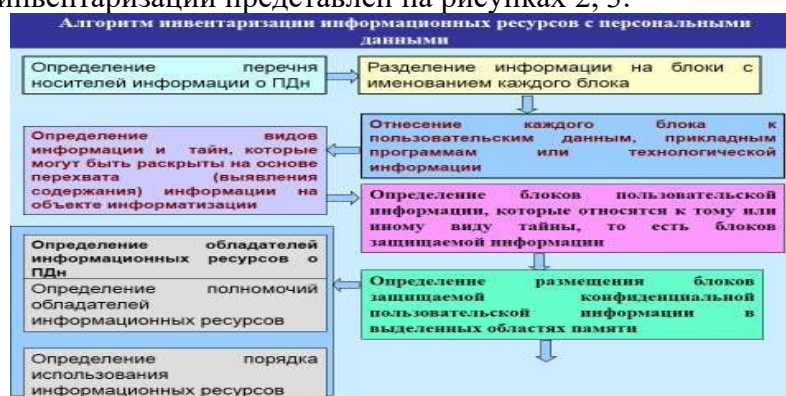 инвентаризации представлен на рисунках 2, 3.
Алгоритм инвентаризации информационных ресурсов с персональными
данными
Определение перечня
носителей информации о ПДн
Разделение информации на блоки с
именованием каждого блока
Отнесение каждого блока к
пользовательским данным, прикладным
программам или технологической
информации
Определение видов
информации и тайн, которые
могут быть раскрыты на основе
перехвата (выявления
содержания) информации на
объекте информатизации
Определение блоков пользовательской
информации, которые относятся к тому или
иному виду тайны, то есть блоков
защищаемой информации
Определение размещения блоков
защищаемой конфиденциальной
пользовательской информации в
выделенных областях памяти
Определение обладателей
информационных ресурсов о
ПДн
Определение полномочий
обладателей
информационных ресурсов
Определение порядка
использования
информационных ресурсов